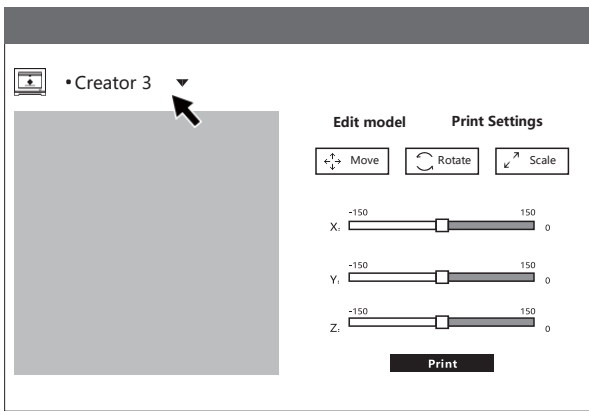 • Creator 3
Edit model Print Settings
Move Rotate Scale
-150 150
X: 0
-150 150
Y: 0
-150 150
Z: 0
Print